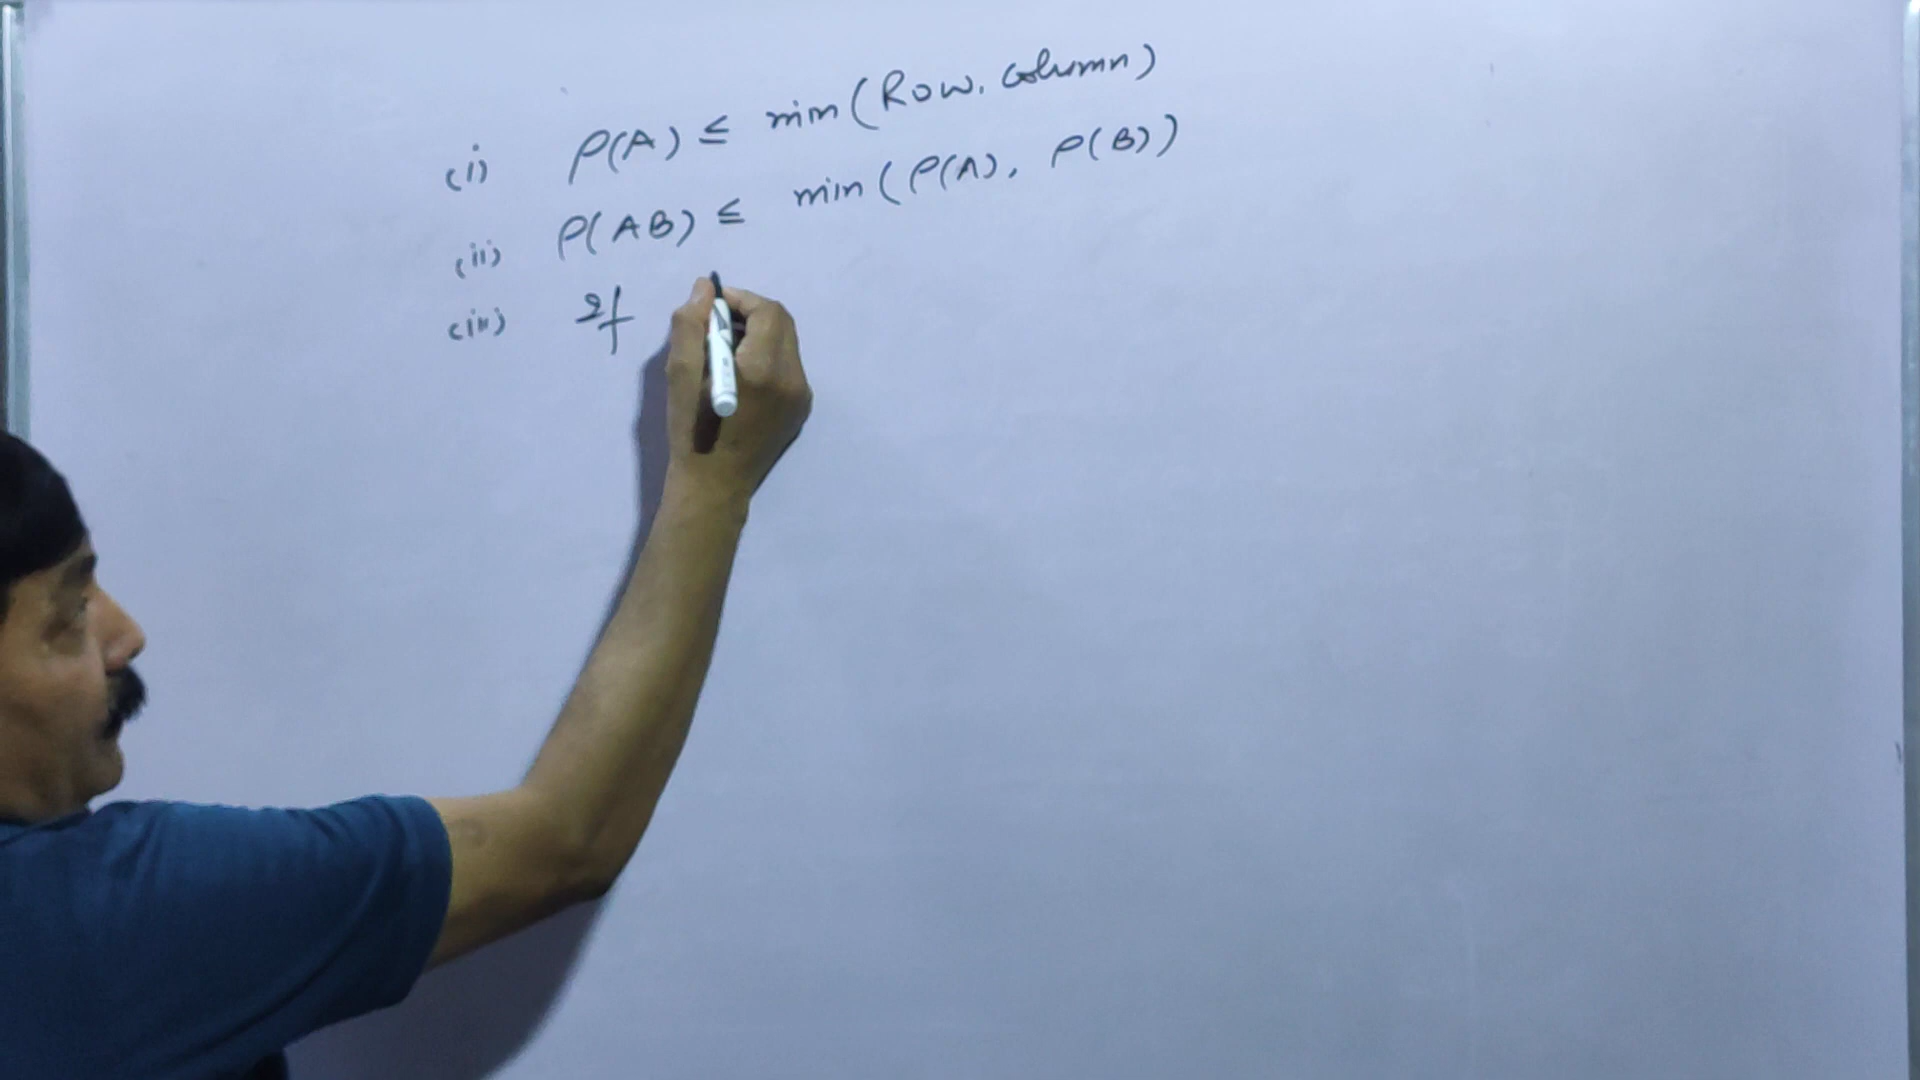 (i) ρ(A) ≤ min (Row, Column)
(ii) ρ(AB) ≤ min (ρ(A), ρ(B))
(iii) If